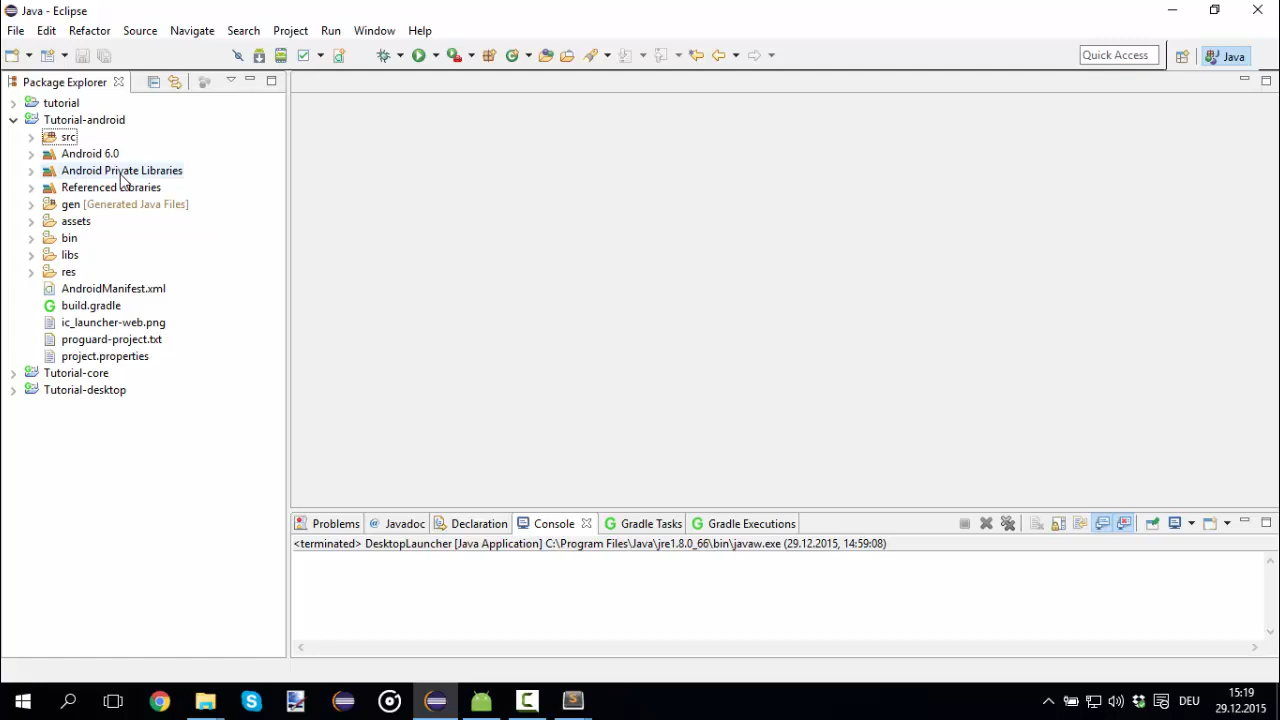 Java - Eclipse
File Edit Refactor Source Navigate Search Project Run Window Help
Quick Access
Java
Package Explorer
tutorial
Tutorial-android
src
Android 6.0
Android Private Libraries
Referenced Libraries
gen [Generated Java Files]
assets
bin
libs
res
AndroidManifest.xml
build.gradle
ic_launcher-web.png
proguard-project.txt
project.properties
Tutorial-core
Tutorial-desktop
Problems @ Javadoc Declaration Console Gradle Tasks Gradle Executions
<terminated> DesktopLauncher [Java Application] C:\Program Files\Java\jre1.8.0_66\bin\javaw.exe (29.12.2015, 14:59:08)
DEU
15:19
29.12.2015